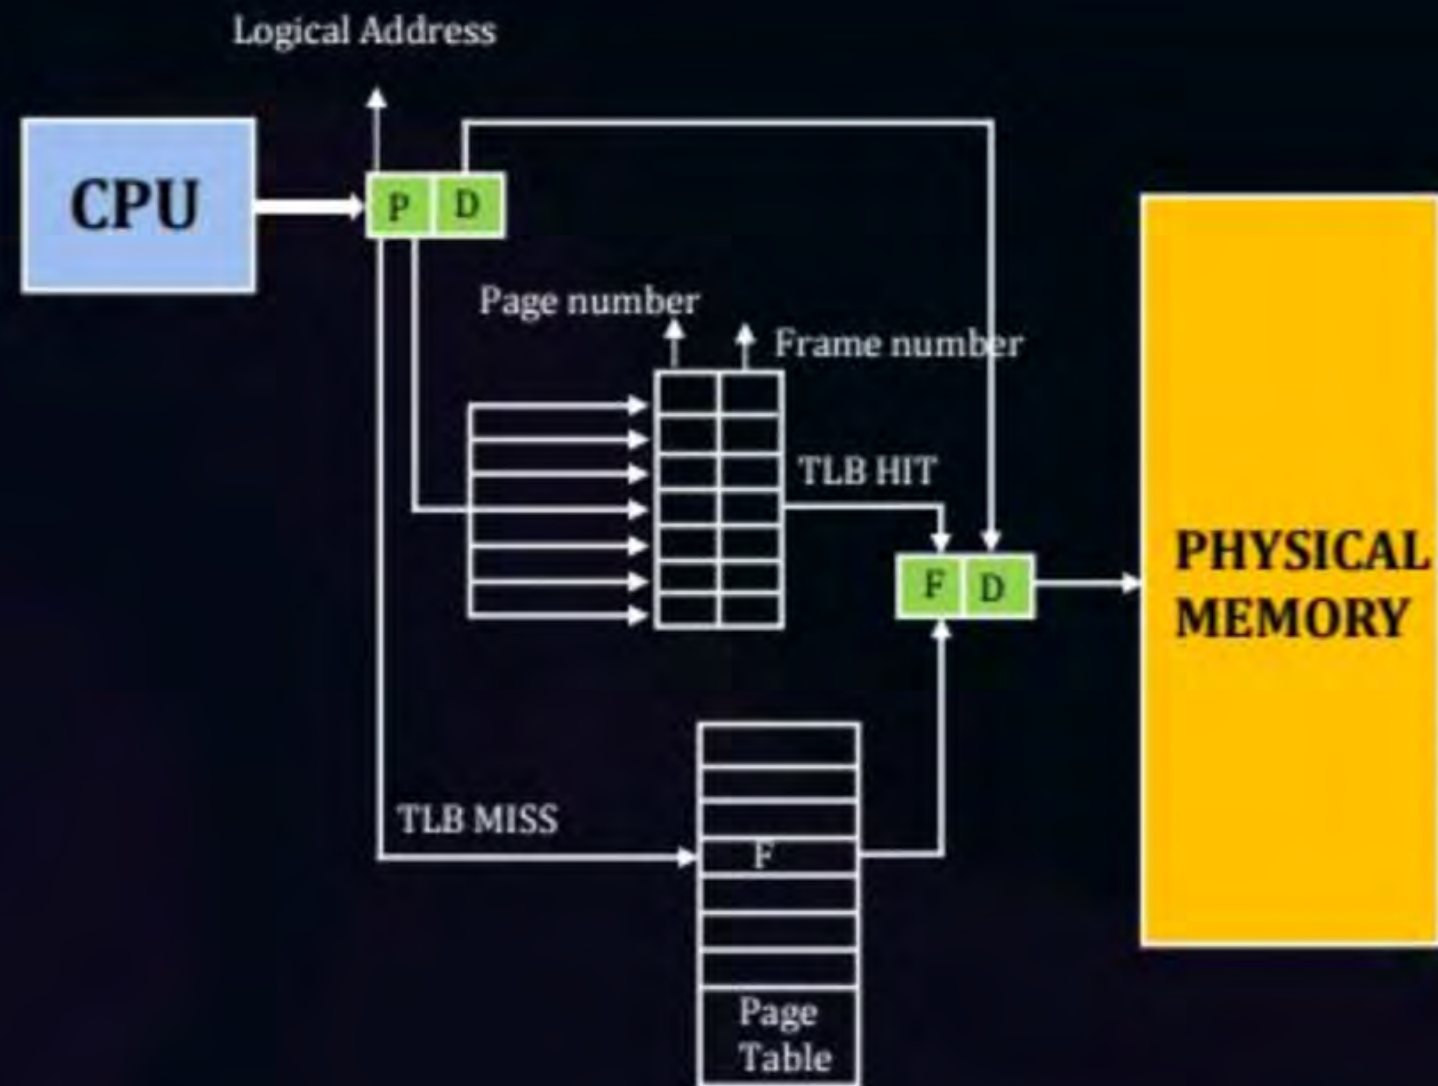 Logical Address
CPU
P D
Page number
Frame number
TLB HIT
F D
PHYSICAL
MEMORY
TLB MISS
F
Page
Table